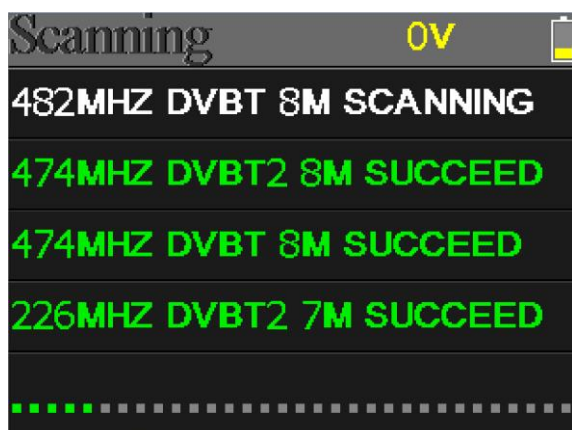 Scanning 0V
482MHZ DVBT 8M SCANNING
474MHZ DVBT2 8M SUCCEED
474MHZ DVBT 8M SUCCEED
226MHZ DVBT2 7M SUCCEED